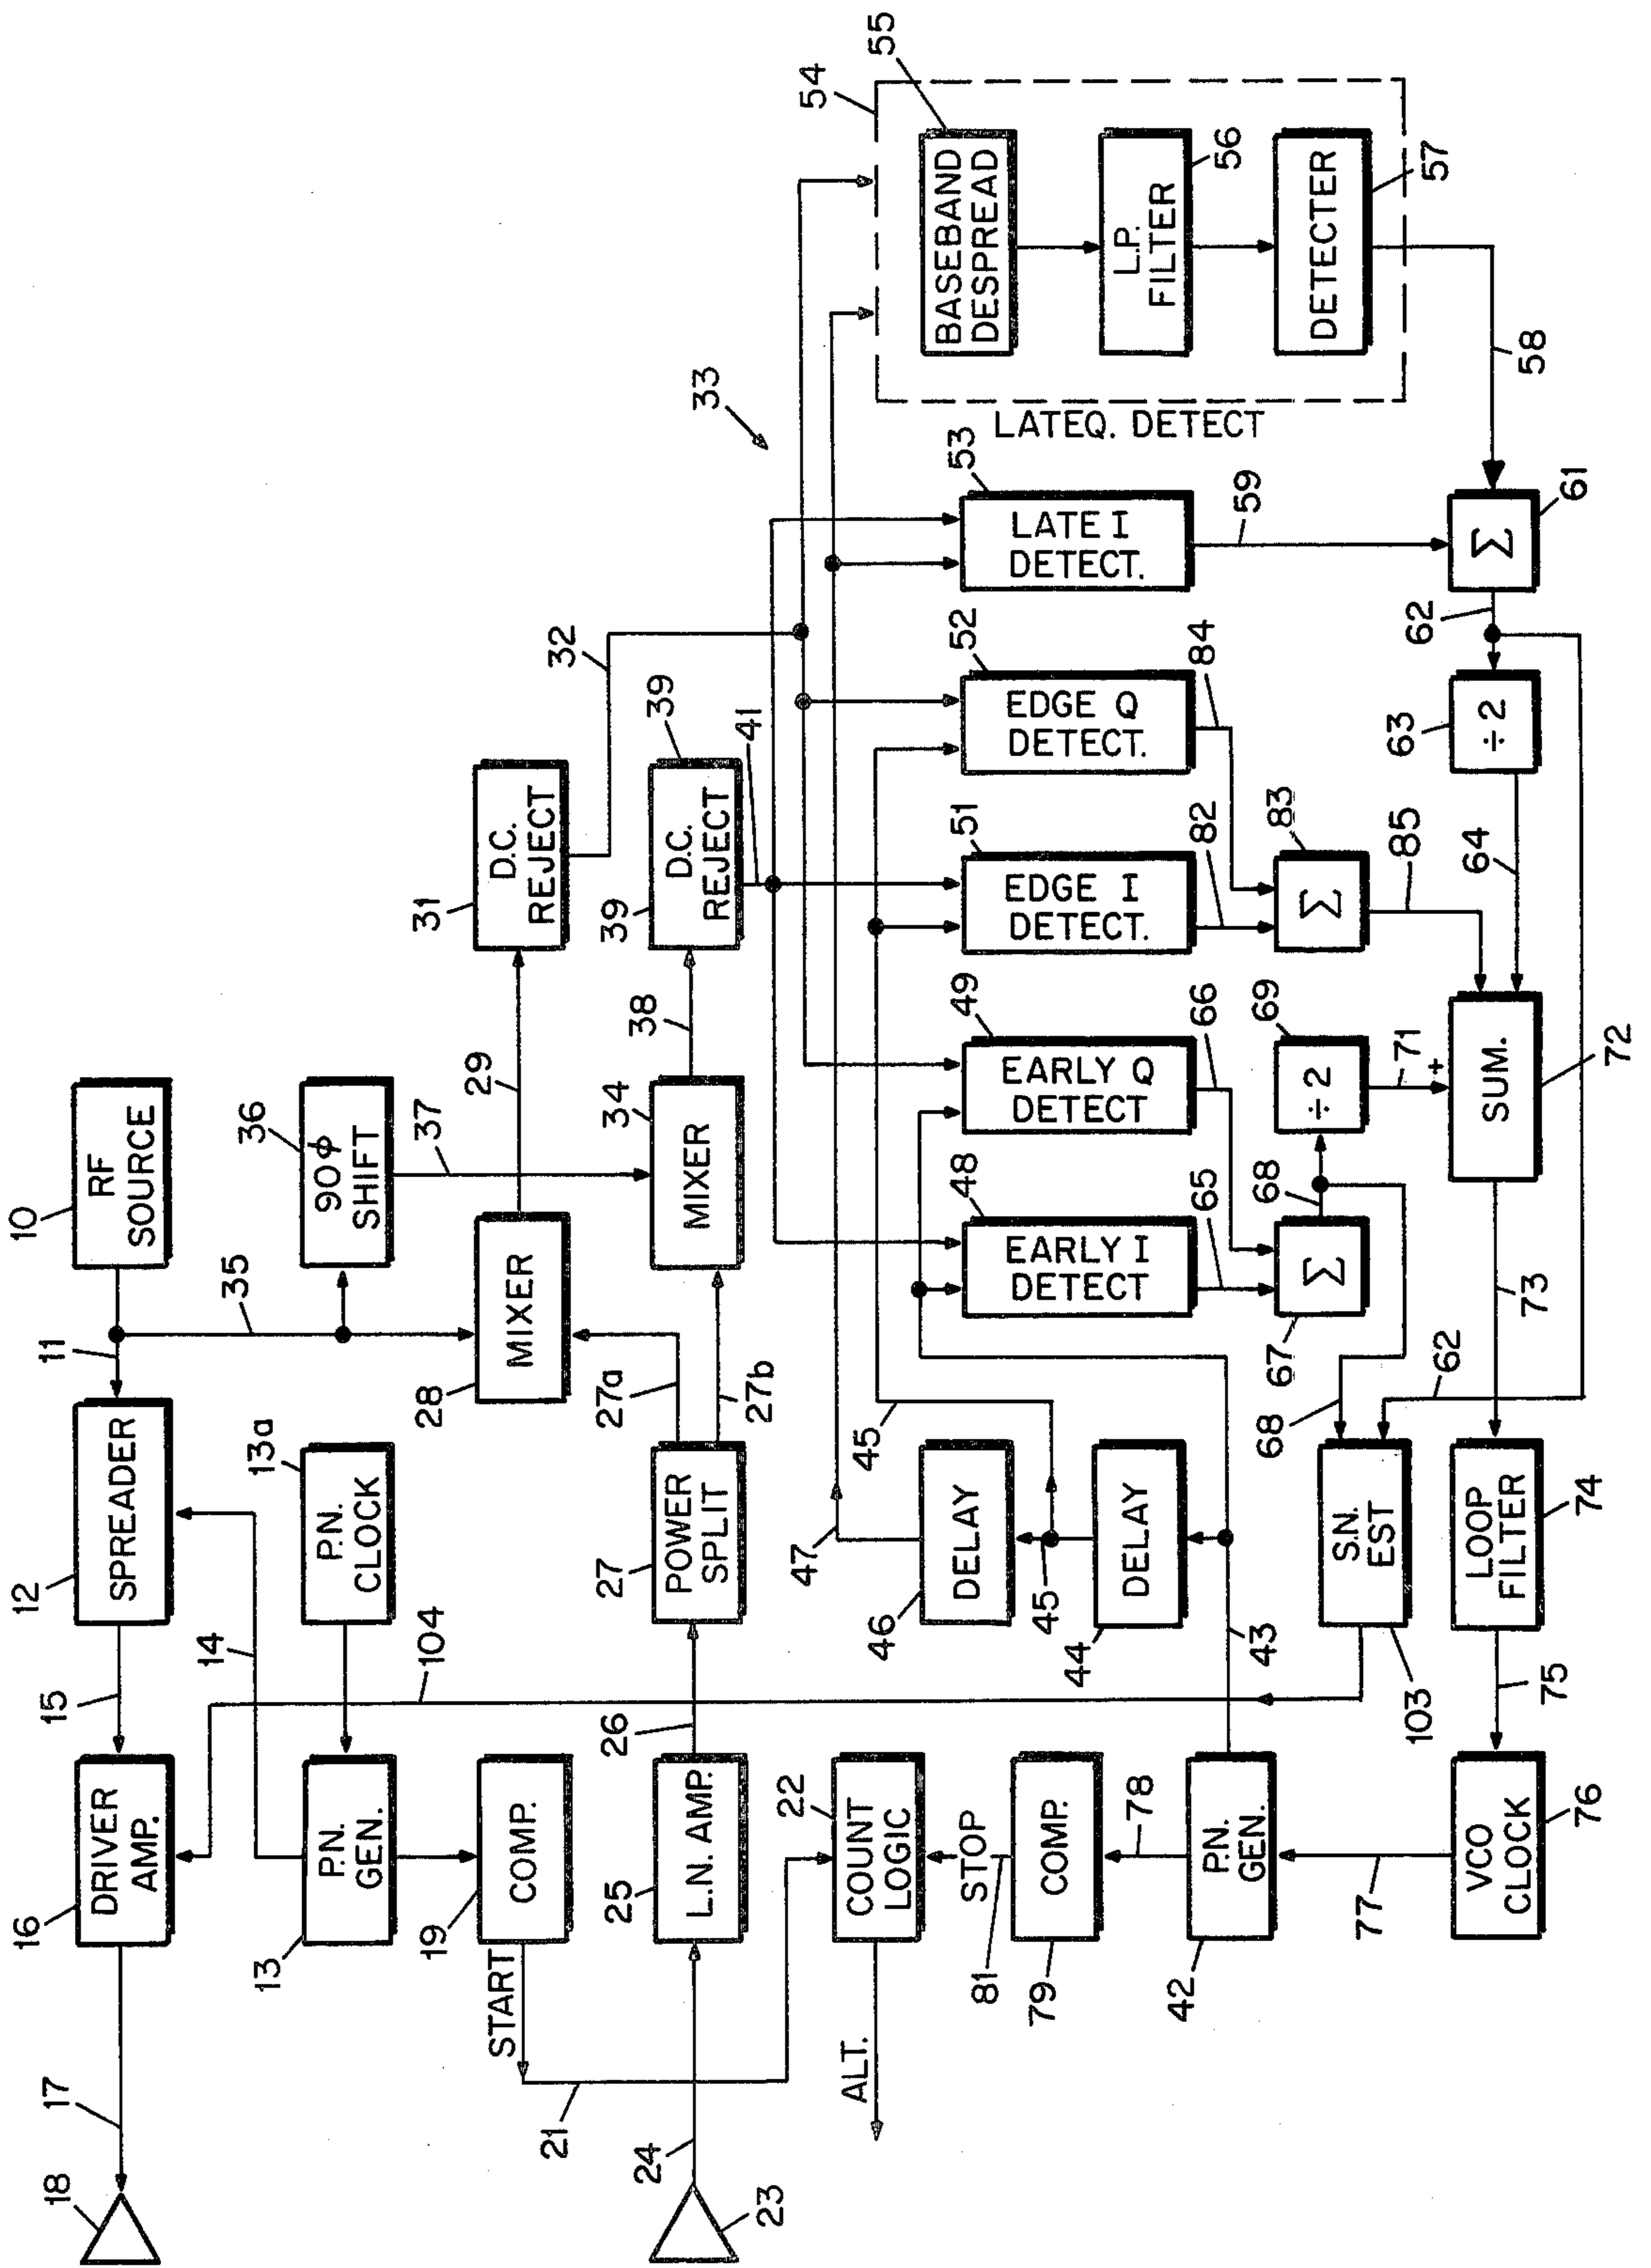 18
17
16
DRIVER
AMP.
15
12
SPREADER
11
10
RF
SOURCE
14
104
13
P.N.
GEN.
13a
P.N.
CLOCK
35
36
90 φ
SHIFT
37
START
19
COMP.
21
28
MIXER
29
31
D.C.
REJECT
32
23
24
25
L.N. AMP.
26
27
POWER
SPLIT
27a
27b
34
MIXER
38
39
D.C.
REJECT
39
41
33
ALT.
22
COUNT
LOGIC
STOP
81
79
COMP.
78
42
P.N.
GEN.
43
47
46
DELAY
45
45
44
DELAY
48
EARLY I
DETECT
49
EARLY Q
DETECT
51
EDGE I
DETECT.
52
EDGE Q
DETECT.
53
LATE I
DETECT.
54
55
BASEBAND
DESPREAD
L.P.
FILTER
56
DETECTER
57
LATEQ. DETECT
65
66
82
84
59
58
67
Σ
68
69
÷2
71
+
83
Σ
85
64
63
÷2
62
Σ
61
68
62
S.N.
EST
103
77
VCO
CLOCK
76
75
LOOP
FILTER
74
73
SUM.
72